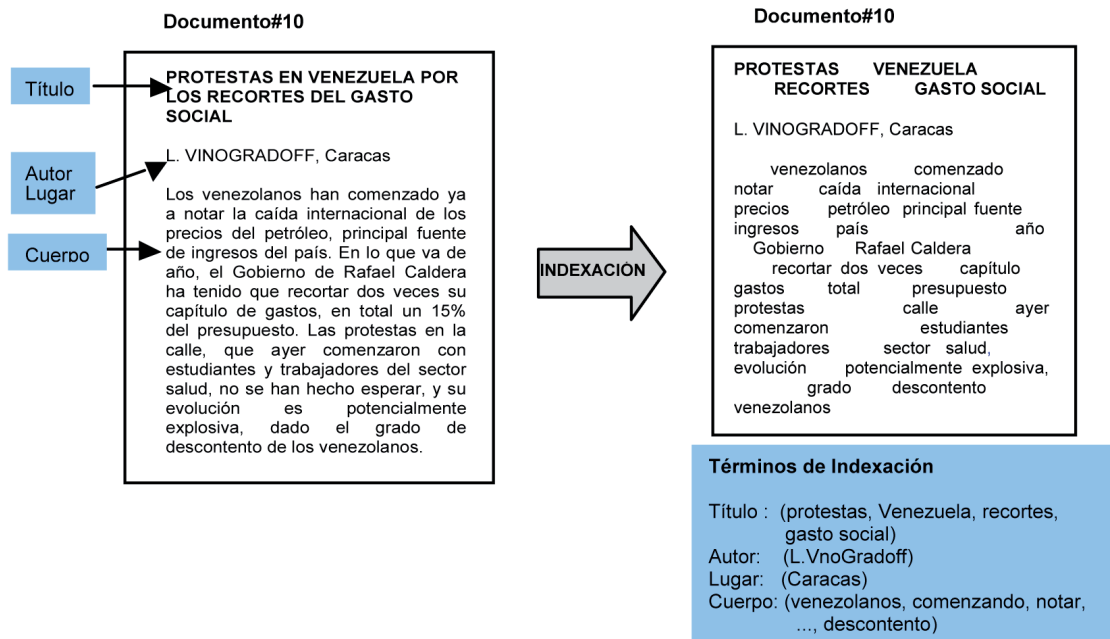 Documento#10
Título
Autor
Lugar
Cuerpo
PROTESTAS EN VENEZUELA POR
LOS RECORTES DEL GASTO
SOCIAL
L. VINOGRADOFF, Caracas
Los venezolanos han comenzado ya
a notar la caída internacional de los
precios del petróleo, principal fuente
de ingresos del país. En lo que va de
año, el Gobierno de Rafael Caldera
ha tenido que recortar dos veces su
capítulo de gastos, en total un 15%
del presupuesto. Las protestas en la
calle, que ayer comenzaron con
estudiantes y trabajadores del sector
salud, no se han hecho esperar, y su
evolución es potencialmente
explosiva, dado el grado de
descontento de los venezolanos.
INDEXACIÓN
Documento#10
PROTESTAS VENEZUELA
RECORTES GASTO SOCIAL
L. VINOGRADOFF, Caracas
venezolanos comenzado
notar caída internacional
precios petróleo principal fuente
ingresos país año
Gobierno Rafael Caldera
recortar dos veces capítulo
gastos total presupuesto
protestas calle ayer
comenzaron estudiantes
trabajadores sector salud,
evolución potencialmente explosiva,
grado descontento
venezolanos
Términos de Indexación
Título : (protestas, Venezuela, recortes,
gasto social)
Autor: (L.VnoGradoff)
Lugar: (Caracas)
Cuerpo: (venezolanos, comenzando, notar,
..., descontento)